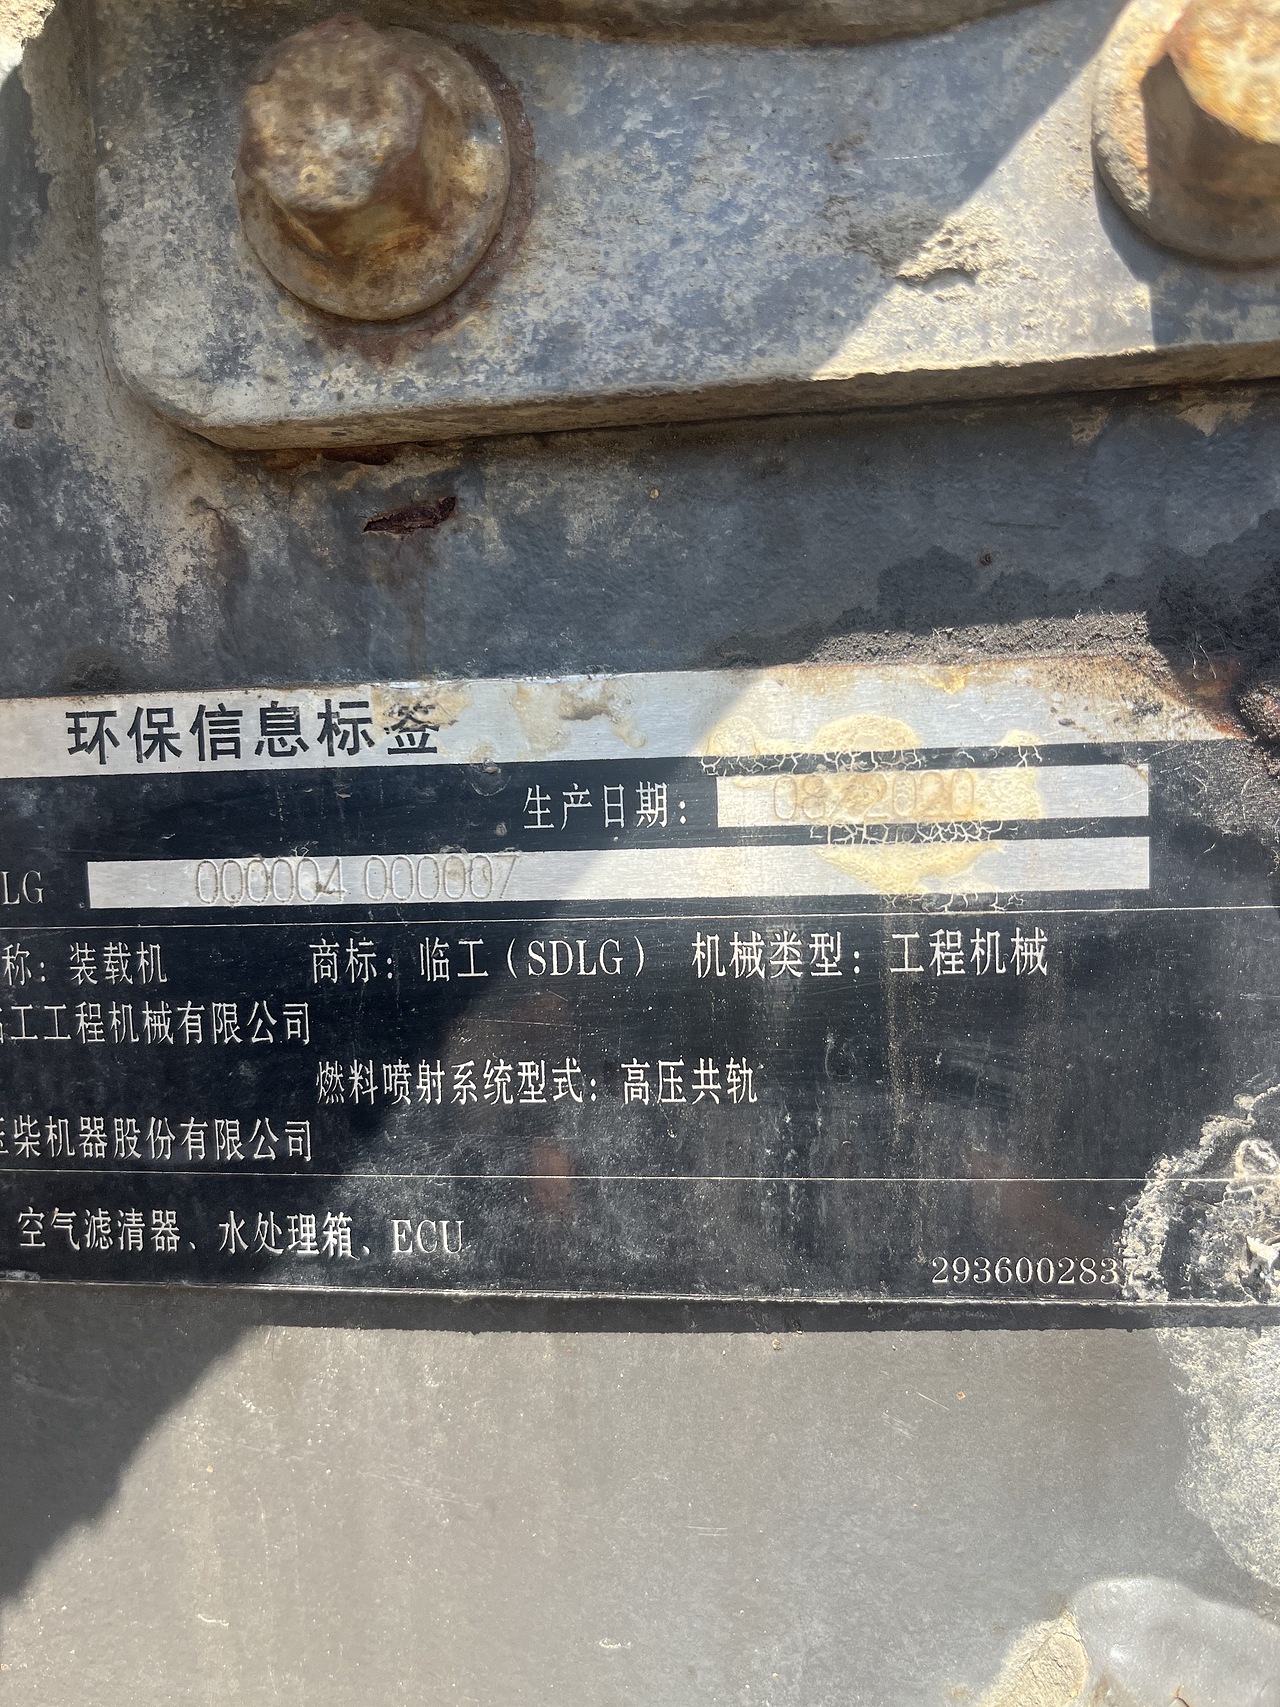 环保信息标签
生产日期：08/2020
LG 000004 000007
称：装载机 商标：临工（SDLG） 机械类型：工程机械
临工工程机械有限公司
燃料喷射系统型式：高压共轨
柴机器股份有限公司
空气滤清器、水处理箱、ECU
293600283